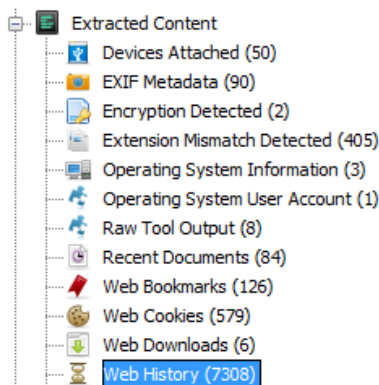 Extracted Content
Devices Attached (50)
EXIF Metadata (90)
Encryption Detected (2)
Extension Mismatch Detected (405)
Operating System Information (3)
Operating System User Account (1)
Raw Tool Output (8)
Recent Documents (84)
Web Bookmarks (126)
Web Cookies (579)
Web Downloads (6)
Web History (7308)